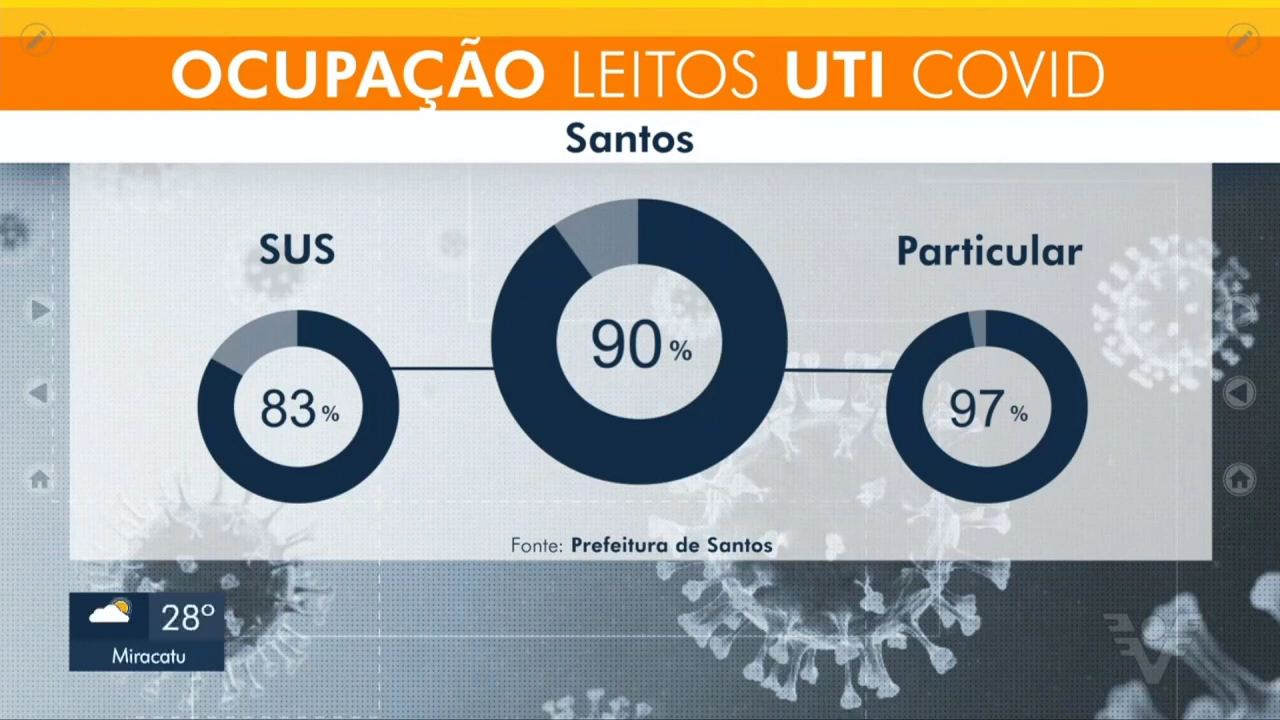 OCUPAÇÃO LEITOS UTI COVID
Santos
SUS
83%
90%
Particular
97%
Fonte: Prefeitura de Santos
28°
Miracatu